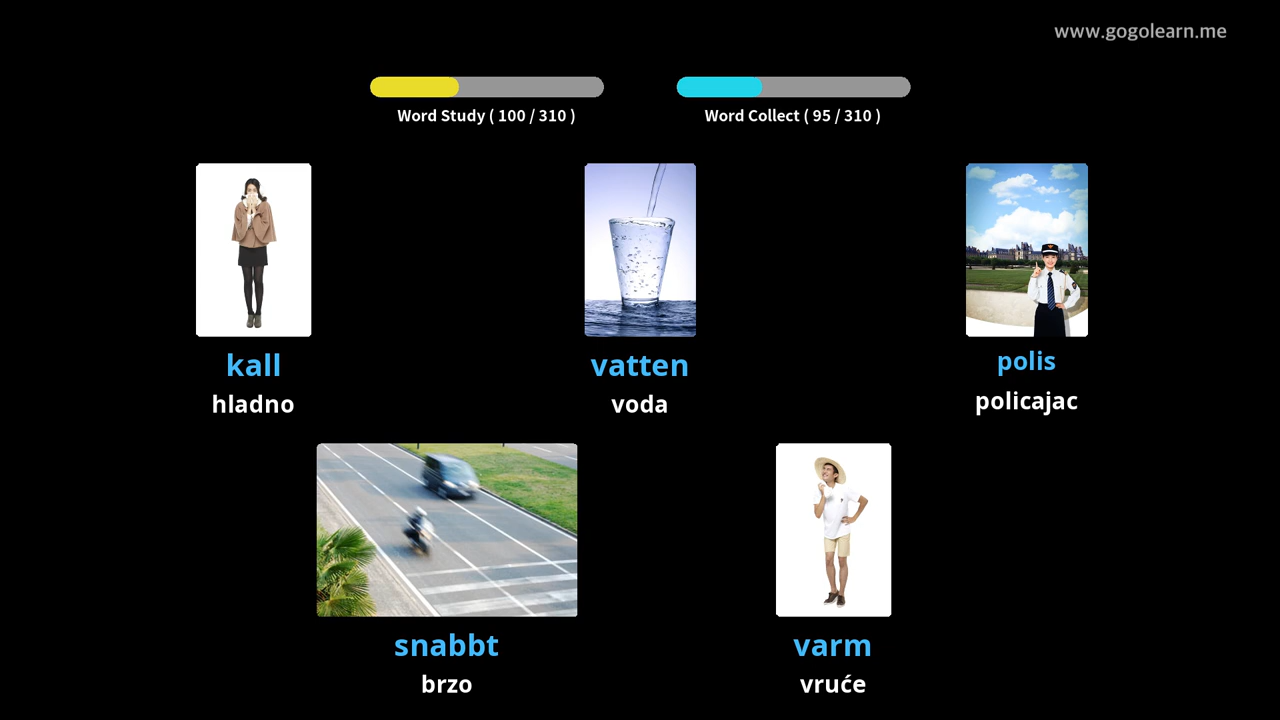 www.gogolearn.me
Word Study ( 100 / 310 )
Word Collect ( 95 / 310 )
kall
hladno
vatten
voda
polis
policajac
snabbt
brzo
varm
vruće